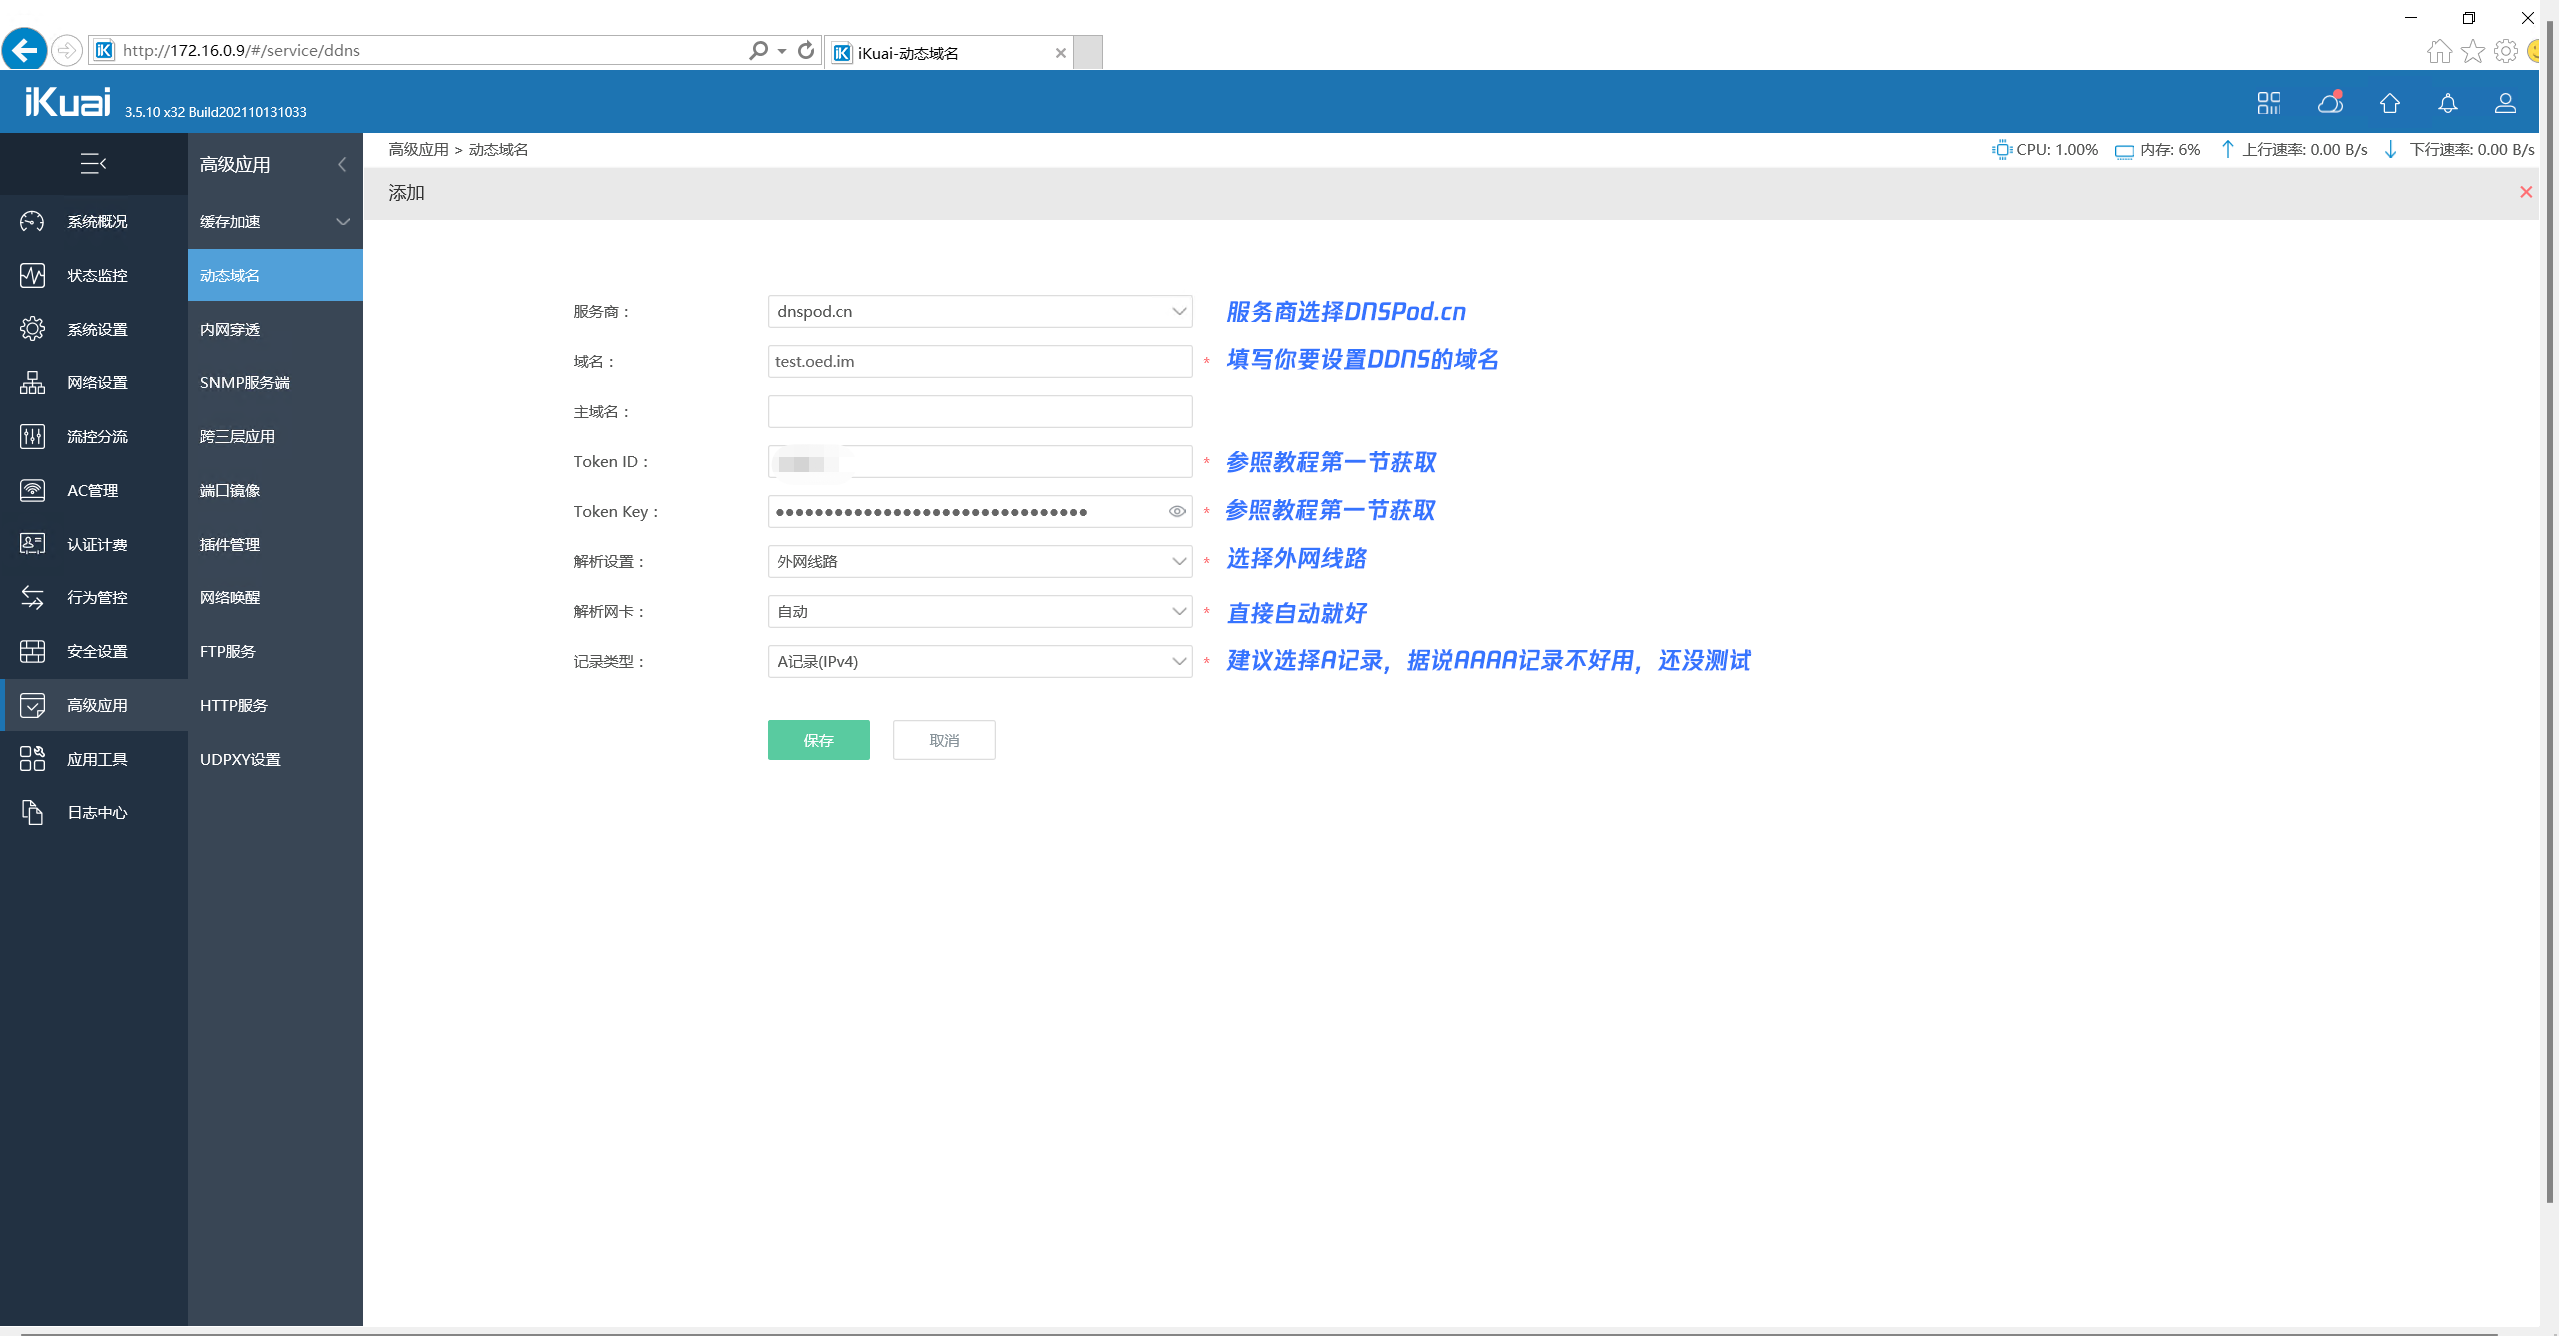 http://172.16.0.9/#/service/ddns
iKuai-动态域名
iKuai 3.5.10 x32 Build202110131033
高级应用
高级应用 > 动态域名
CPU: 1.00% 内存: 6% 上行速率: 0.00 B/s 下行速率: 0.00 B/s
添加
系统概况
状态监控
系统设置
网络设置
流控分流
AC管理
认证计费
行为管控
安全设置
高级应用
应用工具
日志中心
缓存加速
动态域名
内网穿透
SNMP服务端
跨三层应用
端口镜像
插件管理
网络唤醒
FTP服务
HTTP服务
UDPXY设置
服务商： dnspod.cn 服务商选择DNSPod.cn
域名： test.oed.im * 填写你要设置DDNS的域名
主域名：
Token ID： * 参照教程第一节获取
Token Key： ●●●●●●●●●●●●●●●●●●●●●●●●●●●●●●●● * 参照教程第一节获取
解析设置： 外网线路 * 选择外网线路
解析网卡： 自动 * 直接自动就好
记录类型： A记录(IPv4) * 建议选择A记录，据说AAAA记录不好用，还没测试
保存 取消